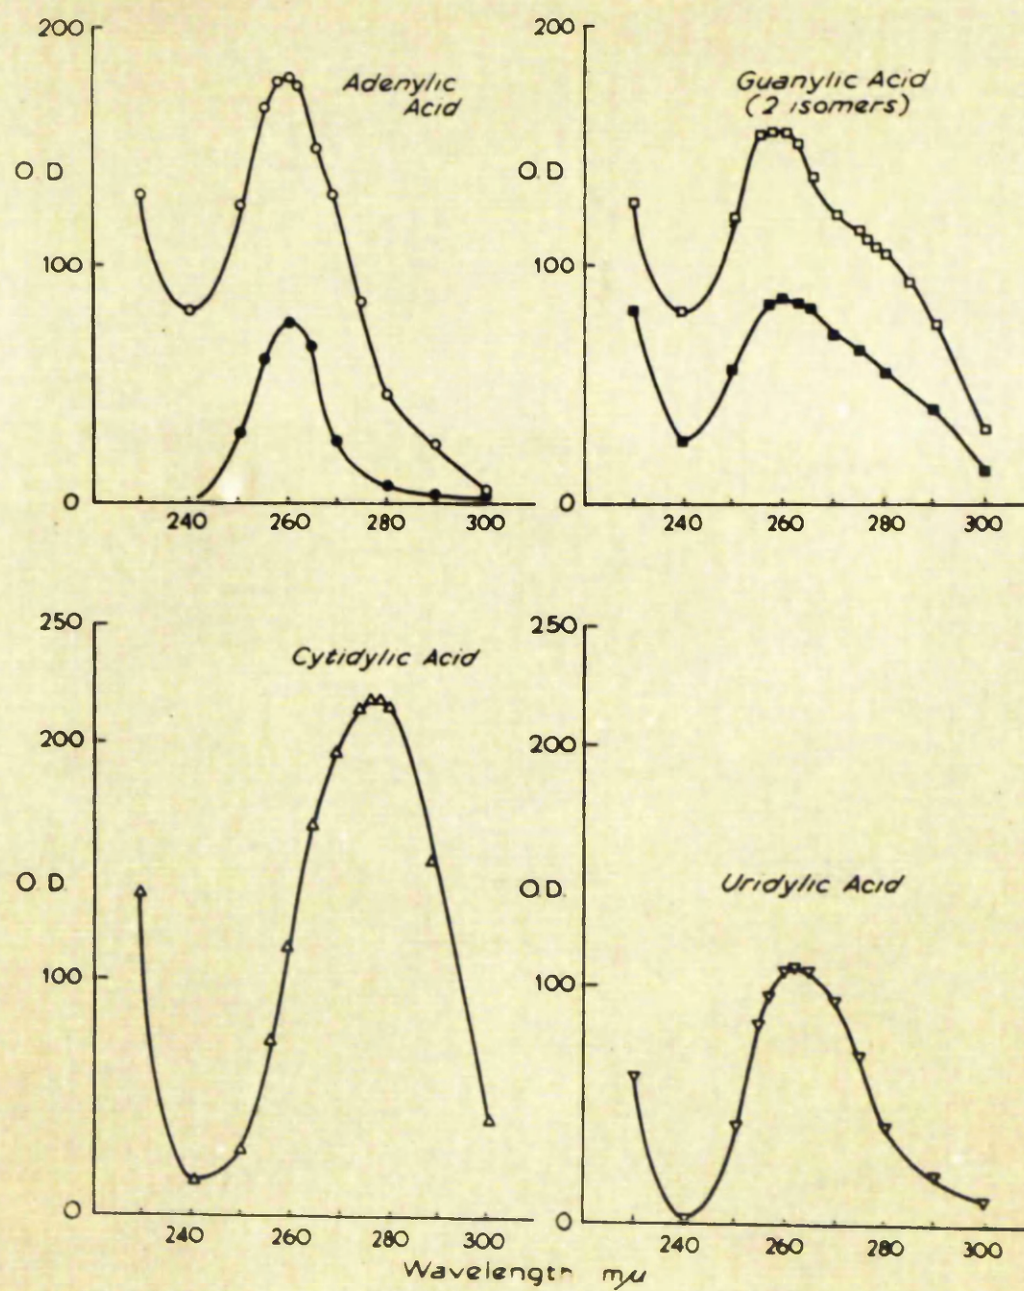 200
Adenylic
Acid
O D
100
0
240 260 280 300
200
Guanylic Acid
(2 isomers)
O.D
100
0
240 260 280 300
250
Cytidylic Acid
200
O D.
100
0
240 260 280 300
250
200
Uridylic Acid
O.D.
100
0
240 260 280 300
Wavelength mμ